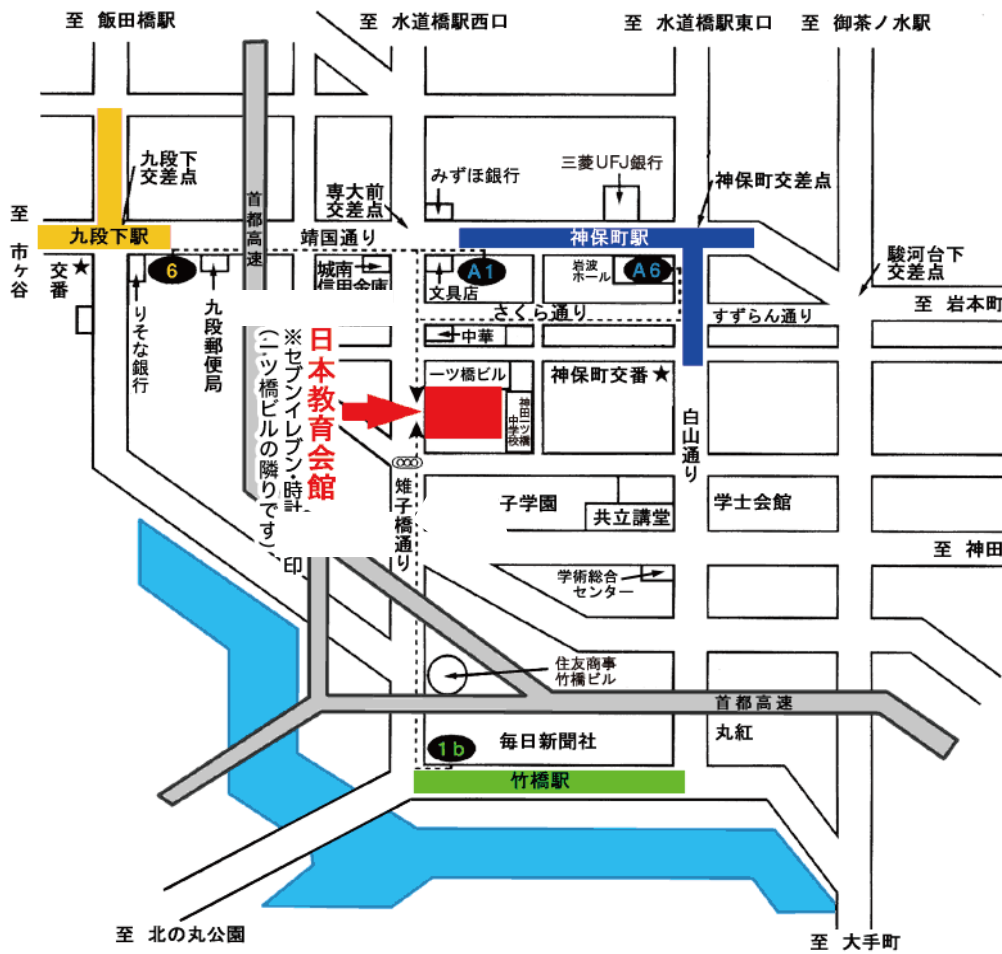 至 飯田橋駅
至 水道橋駅西口
至 水道橋駅東口
至 御茶ノ水駅
九段下
交差点
専大前
交差点
みずほ銀行
三菱UFJ銀行
神保町交差点
首都高速
至 市ヶ谷
九段下駅
靖国通り
神保町駅
駿河台下
交差点
交番★
6
城南
信用金庫
A1
文具店
岩波
ホール
A6
りそな銀行
九段郵便局
さくら通り
すずらん通り
至 岩本町
中華
一ツ橋ビル
神保町交番★
日本教育会館
※セブンイレブン・時計
印
(一ツ橋ビルの隣りです)
神田一ツ橋
中学校
白山通り
雉子橋通り
子学園
共立講堂
学士会館
至 神田
学術総合
センター
住友商事
竹橋ビル
首都高速
1b
毎日新聞社
丸紅
竹橋駅
至 北の丸公園
至 大手町